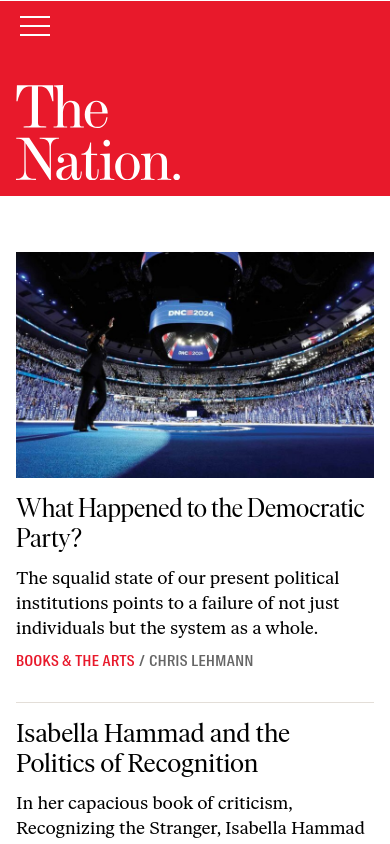 The
Nation.
DNC 2024
DNC 2024
What Happened to the Democratic
Party?
The squalid state of our present political
institutions points to a failure of not just
individuals but the system as a whole.
BOOKS & THE ARTS / CHRIS LEHMANN
Isabella Hammad and the
Politics of Recognition
In her capacious book of criticism,
Recognizing the Stranger, Isabella Hammad